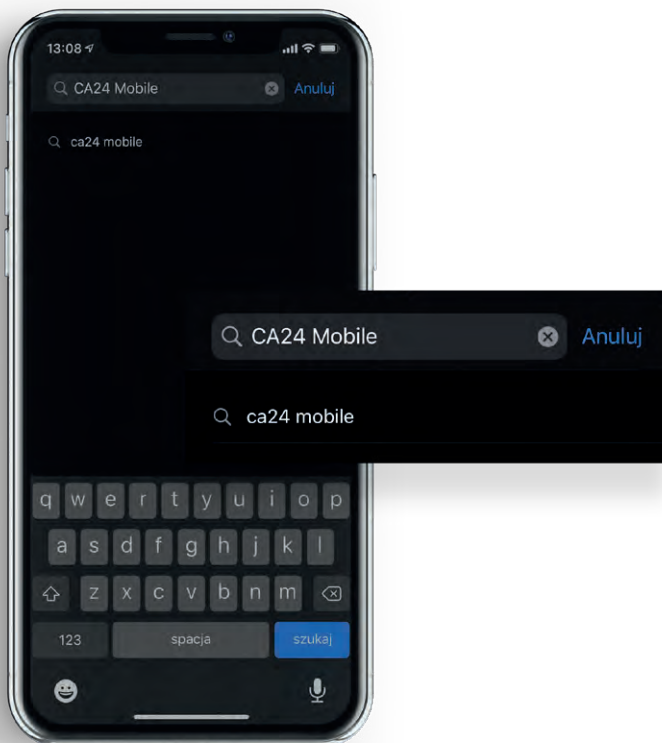 13:08
CA24 Mobile Anuluj
ca24 mobile
CA24 Mobile Anuluj
ca24 mobile
q w e r t y u i o p
a s d f g h j k l
z x c v b n m
123 spacja szukaj